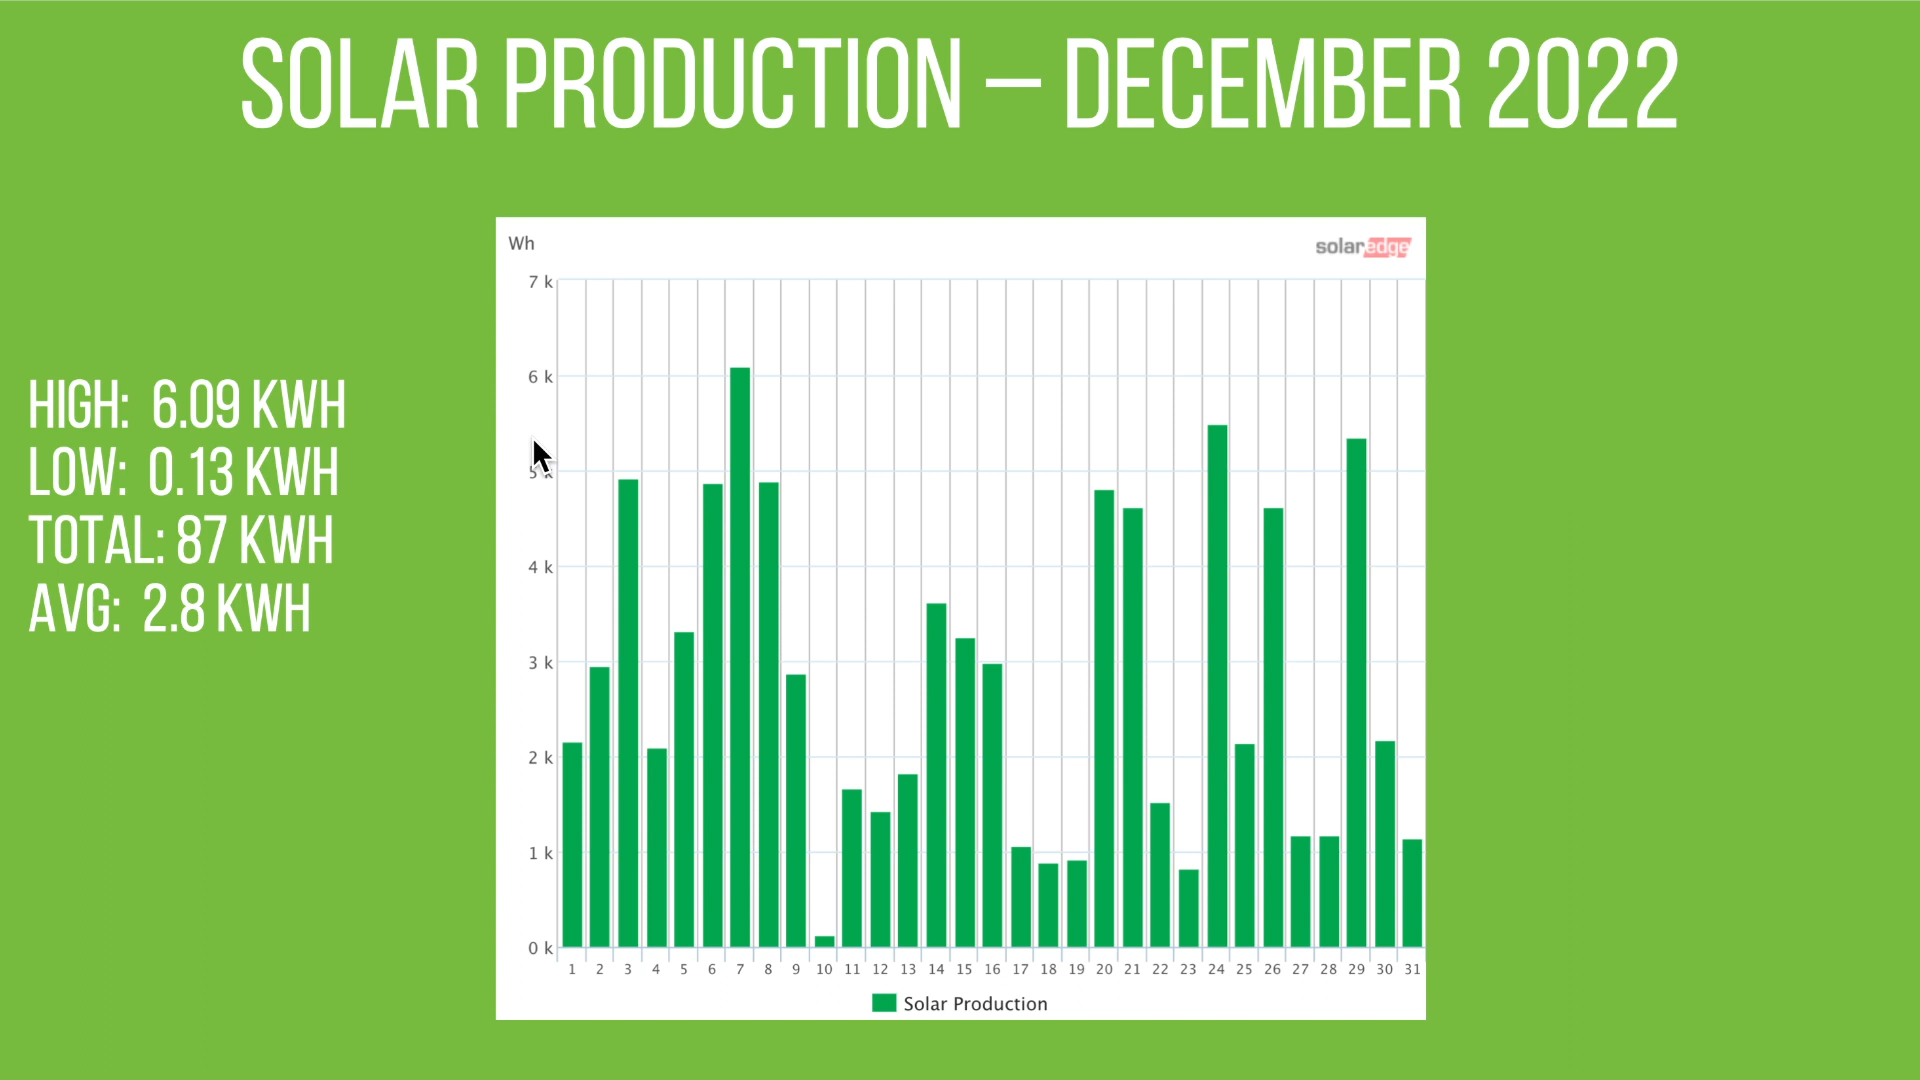 SOLAR PRODUCTION – DECEMBER 2022
HIGH: 6.09 KWH
LOW: 0.13 KWH
TOTAL: 87 KWH
AVG: 2.8 KWH
Wh
solaredge
7 k
6 k
5 k
4 k
3 k
2 k
1 k
0 k
1 2 3 4 5 6 7 8 9 10 11 12 13 14 15 16 17 18 19 20 21 22 23 24 25 26 27 28 29 30 31
Solar Production